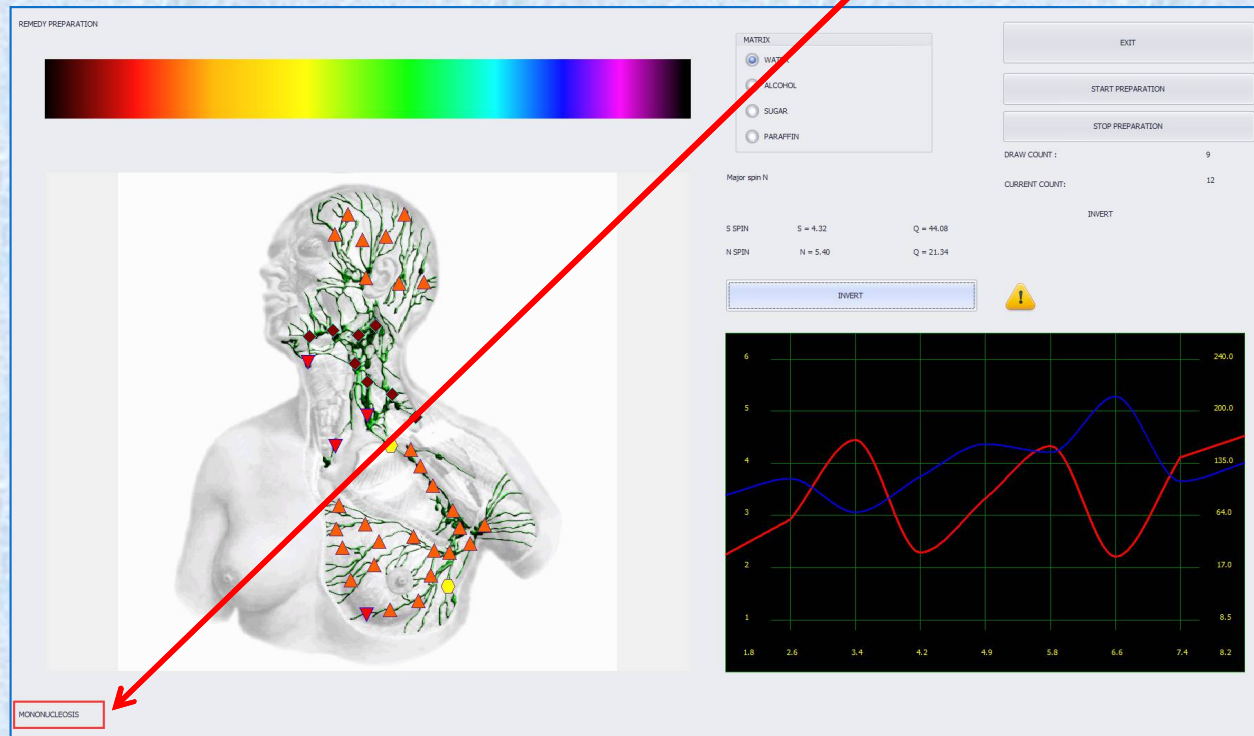 REMEDY PREPARATION
MATRIX
WATER
ALCOHOL
SUGAR
PARAFFIN
EXIT
START PREPARATION
STOP PREPARATION
DRAW COUNT : 9
CURRENT COUNT: 12
Major spin N
INVERT
S SPIN S = 4.32 Q = 44.08
N SPIN N = 5.40 Q = 21.34
INVERT
6 240.0
5 200.0
4 135.0
3 64.0
2 17.0
1 8.5
1.8 2.6 3.4 4.2 4.9 5.8 6.6 7.4 8.2
MONONUCLEOSIS